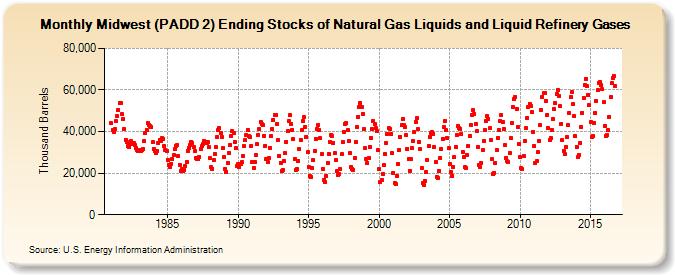 Monthly Midwest (PADD 2) Ending Stocks of Natural Gas Liquids and Liquid Refinery Gases
Thousand Barrels
80,000
60,000
40,000
20,000
0
1985 1990 1995 2000 2005 2010 2015
Source: U.S. Energy Information Administration